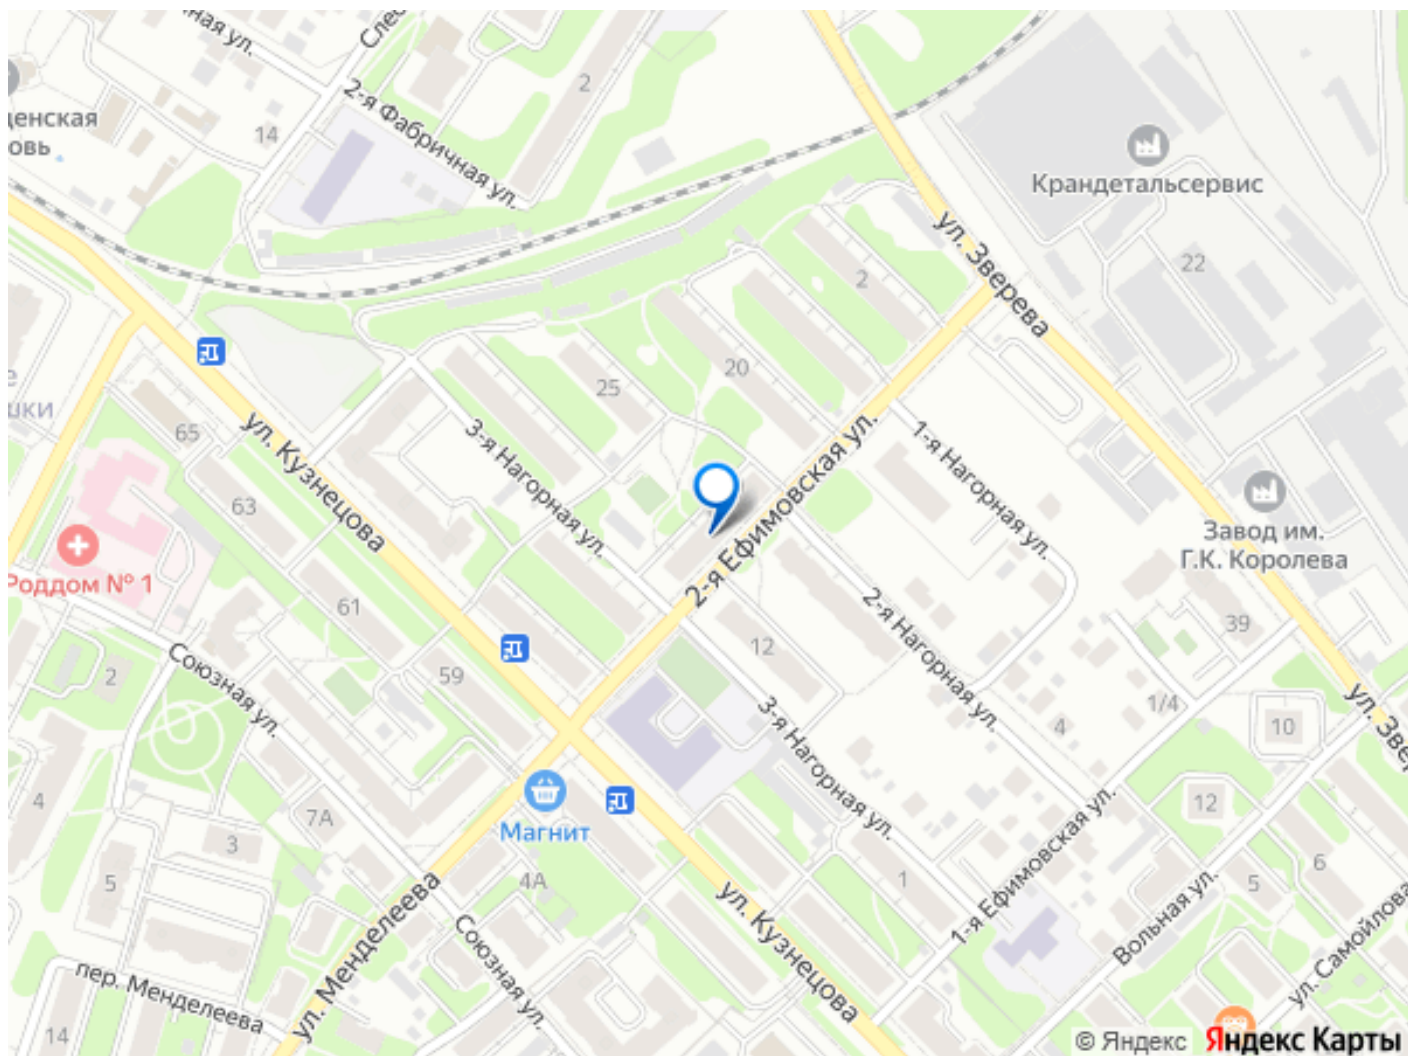 2-я Фабричная ул.
2
14
Крандетальсервис
22
ул. Зверева
2
20
25
3-я Нагорная ул.
2-я Ефимовская ул.
1-я Нагорная ул.
65
ул. Кузнецова
63
Роддом № 1
Завод им.
Г.К. Королева
61
59
2
Союзная ул.
12
2-я Нагорная ул.
39
1/4
4
10
ул. Зверева
3-я Нагорная ул.
4
7А
3
5
Магнит
4А
12
6
5
1
1-я Ефимовская ул.
Вольная ул.
ул. Самойлова
ул. Менделеева
Союзная ул.
ул. Кузнецова
пер. Менделеева
14
© Яндекс Яндекс Карты